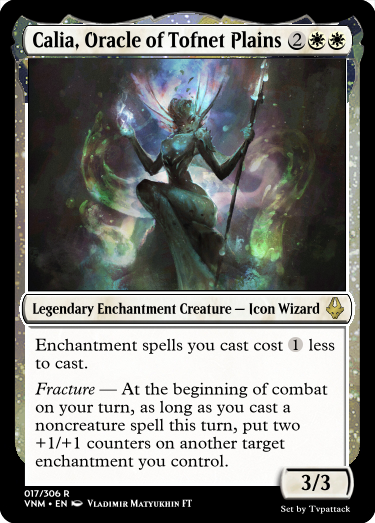 Calia, Oracle of Tofnet Plains 2
Legendary Enchantment Creature — Icon Wizard
Enchantment spells you cast cost 1 less
to cast.
Fracture — At the beginning of combat
on your turn, as long as you cast a
noncreature spell this turn, put two
+1/+1 counters on another target
enchantment you control.
3/3
017/306 R
VNM • EN Vladimir Matyukhin FT
Set by Tvpattack